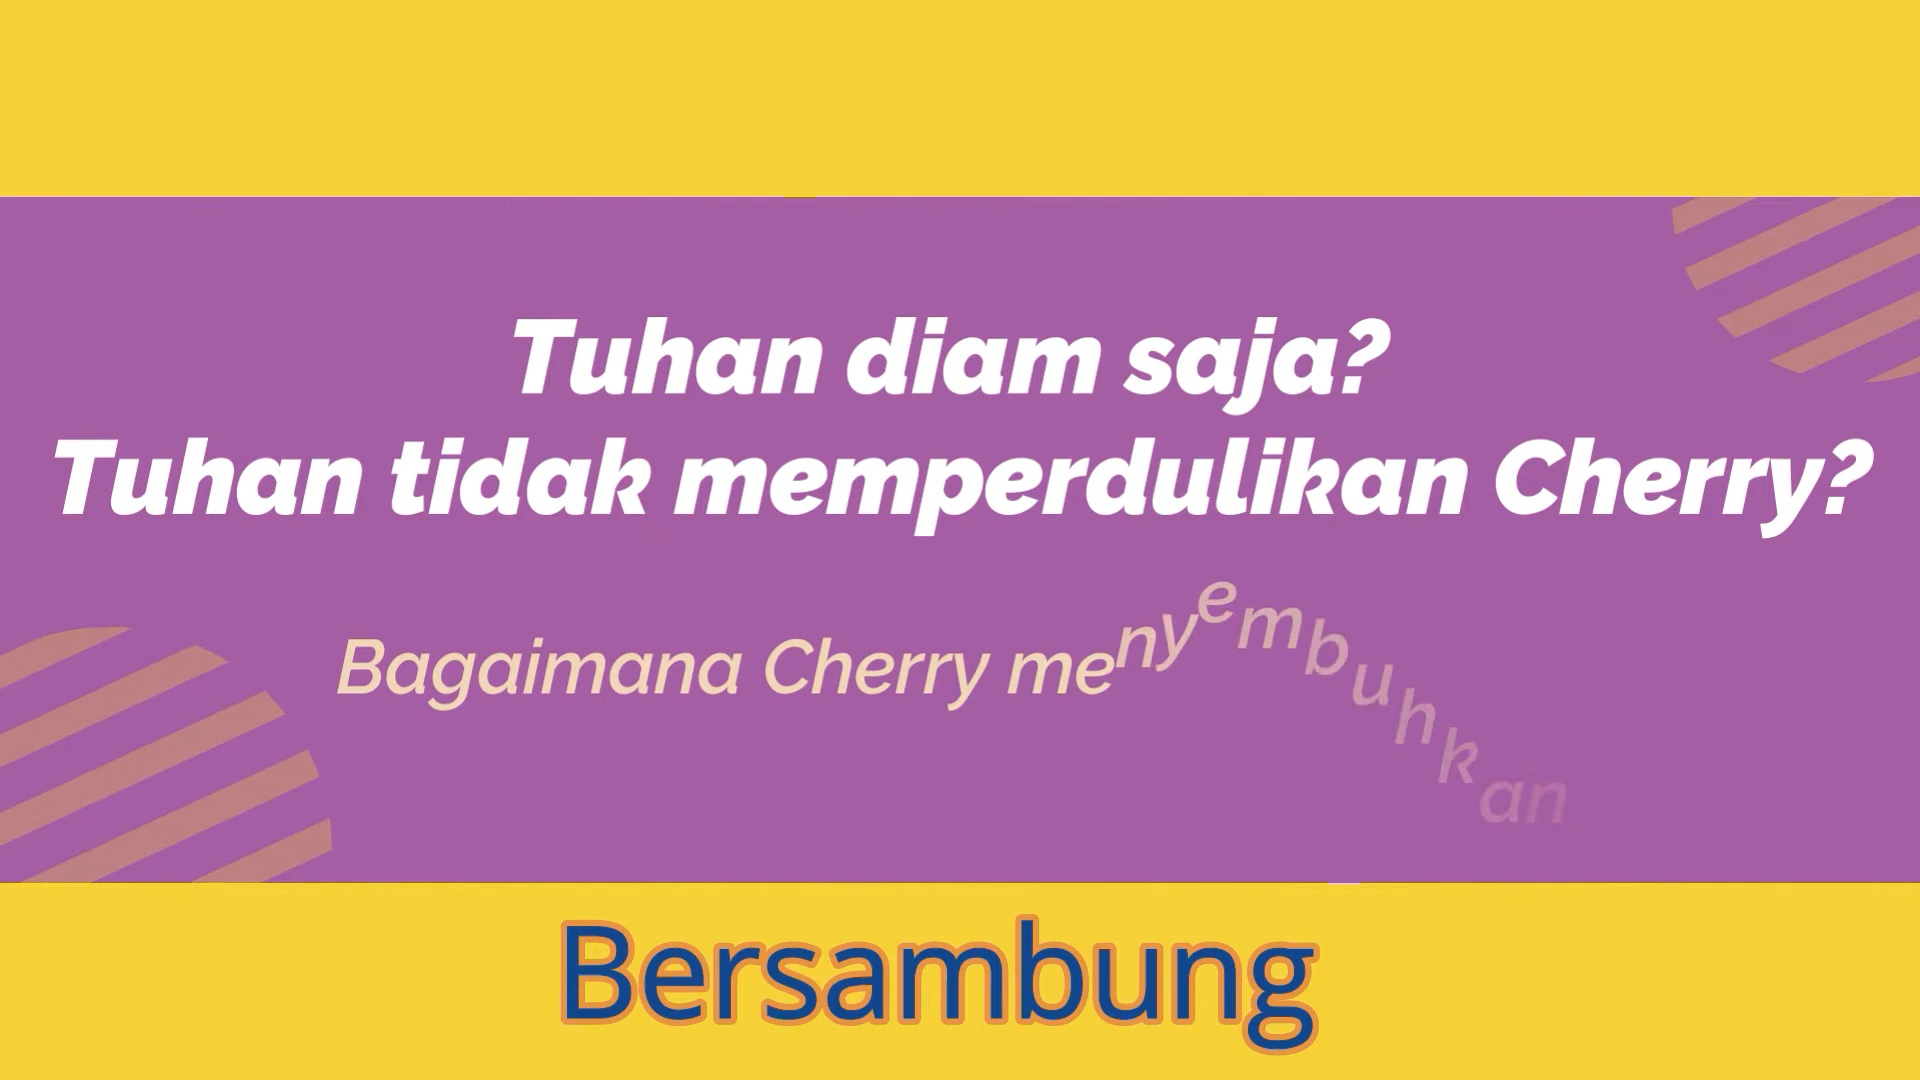 Tuhan diam saja?
Tuhan tidak memperdulikan Cherry?
Bagaimana Cherry menyembuhkan
Bersambung